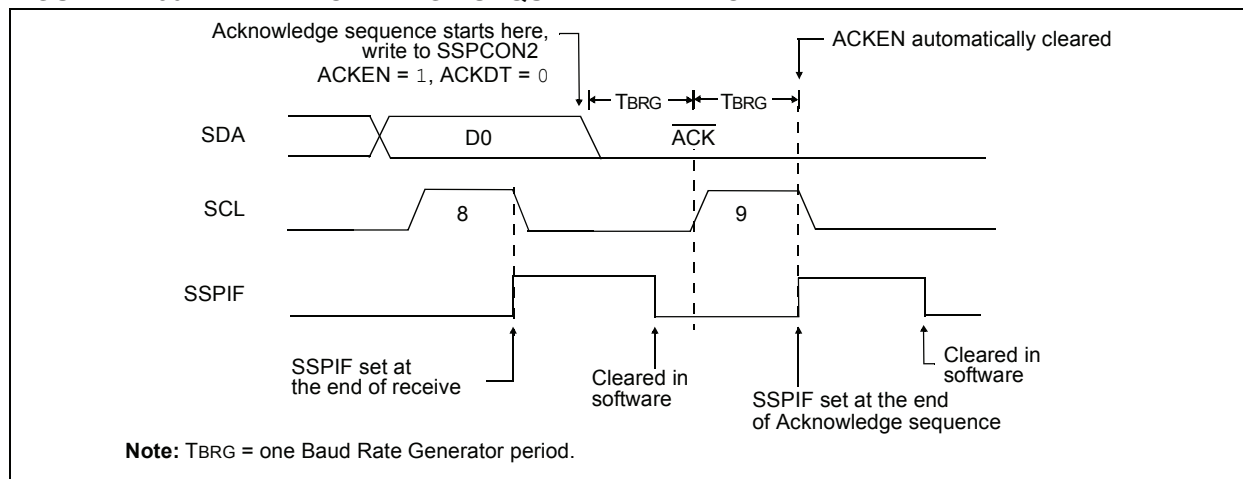 Acknowledge sequence starts here,
write to SSPCON2
ACKEN = 1, ACKDT = 0
ACKEN automatically cleared
TBRG
TBRG
SDA
D0
ACK
SCL
8
9
SSPIF
SSPIF set at
the end of receive
Cleared in
software
SSPIF set at the end
of Acknowledge sequence
Cleared in
software
Note: TBRG = one Baud Rate Generator period.